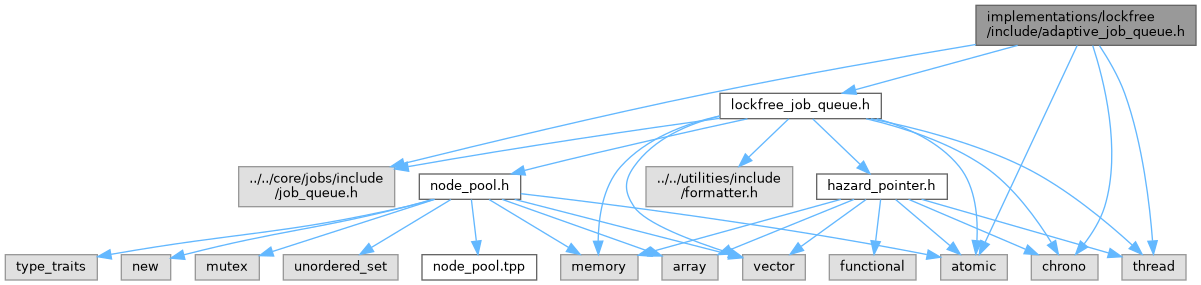 implementations/lockfree
/include/adaptive_job_queue.h
lockfree_job_queue.h
../../core/jobs/include
/job_queue.h
node_pool.h
../../utilities/include
/formatter.h
hazard_pointer.h
type_traits
new
mutex
unordered_set
node_pool.tpp
memory
array
vector
functional
atomic
chrono
thread